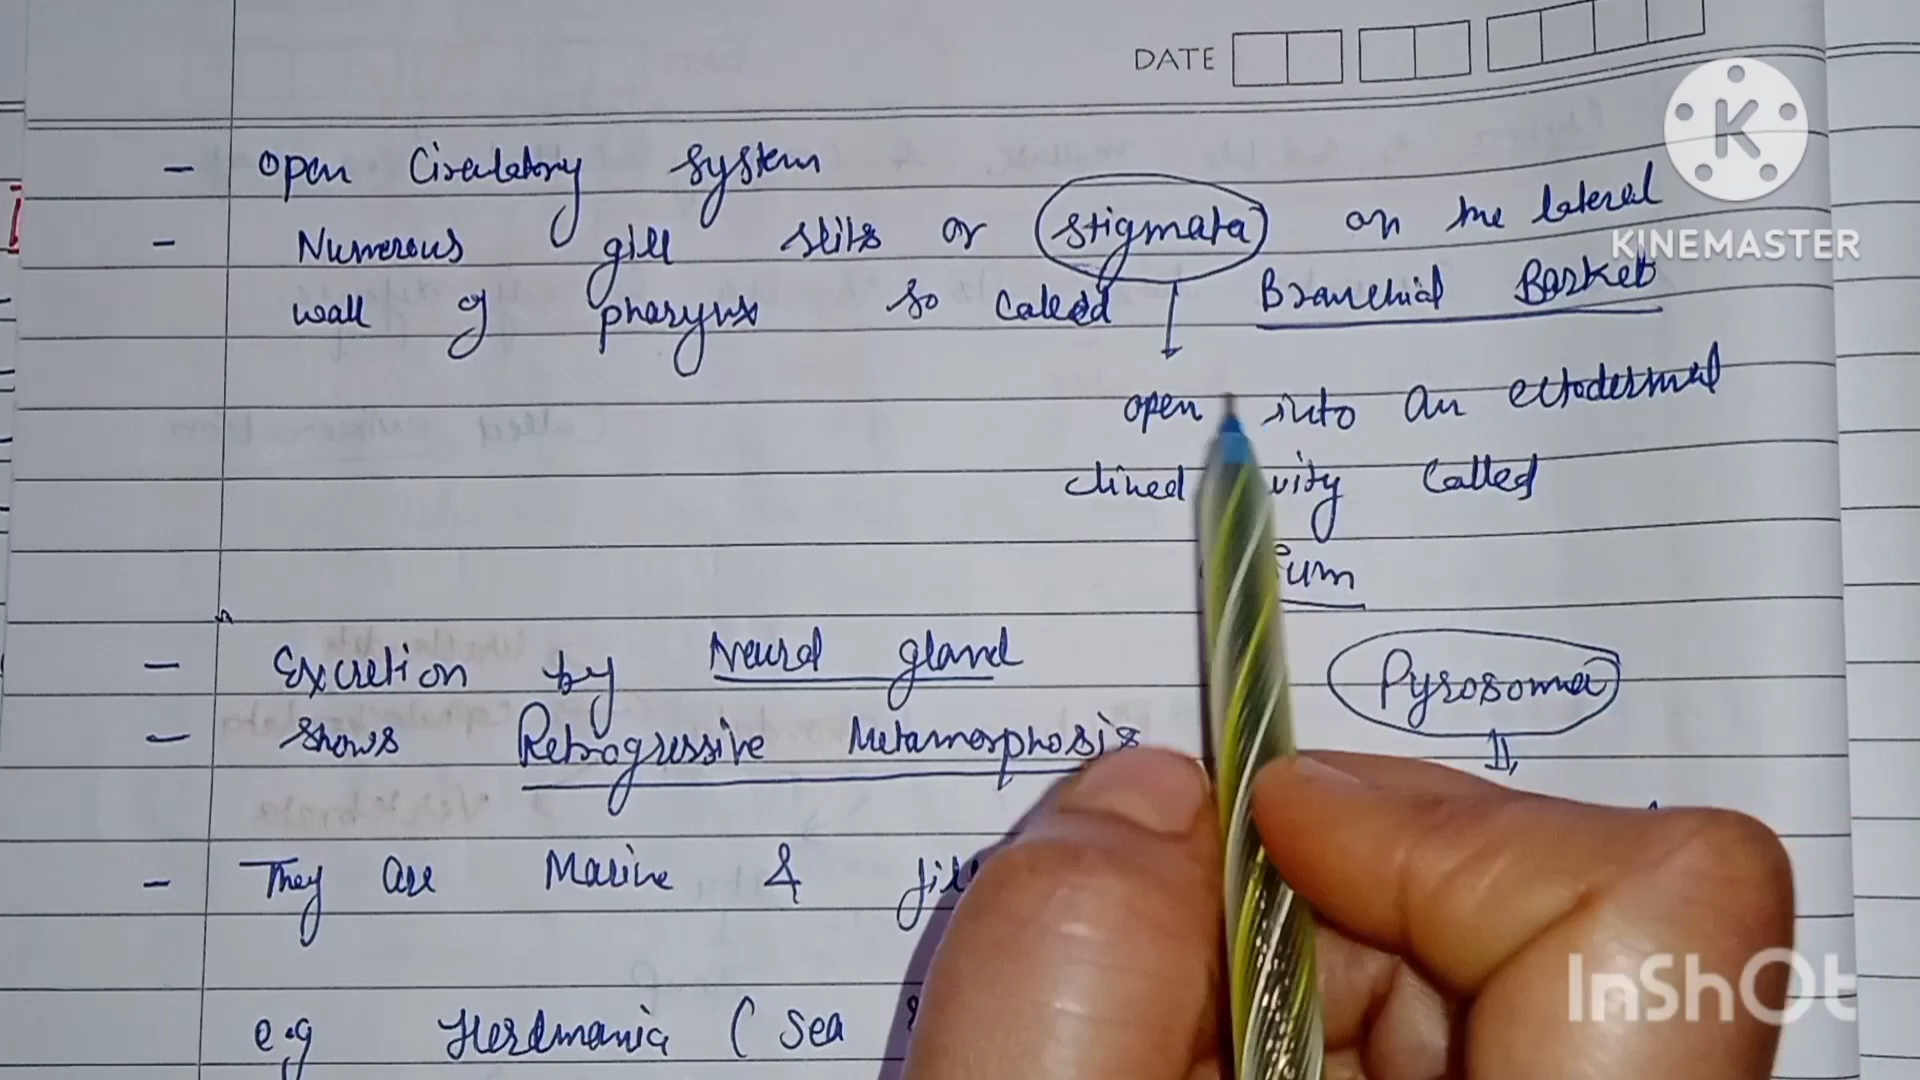 DATE
- Open Circulatory system
- Numerous gill slits or stigmata on the lateral
KINEMASTER
wall of pharynx so called Branchial Basket
open into an ectodermal
lined vity called
ium
- Excretion by Neural gland
Pyrosoma
- shows Retrogressive Metamorphosis
- They are Marine &
InShOt
e.g Herdmania (sea